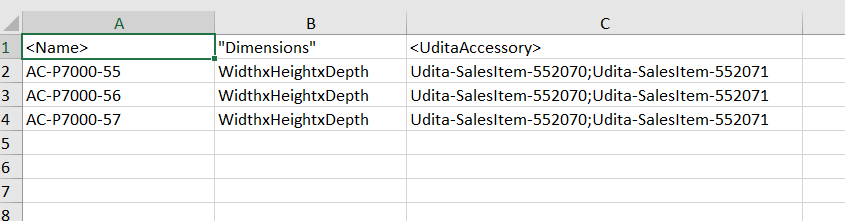 A B C
1 <Name> "Dimensions" <UditaAccessory>
2 AC-P7000-55 WidthxHeightxDepth Udita-SalesItem-552070;Udita-SalesItem-552071
3 AC-P7000-56 WidthxHeightxDepth Udita-SalesItem-552070;Udita-SalesItem-552071
4 AC-P7000-57 WidthxHeightxDepth Udita-SalesItem-552070;Udita-SalesItem-552071
5
6
7
8